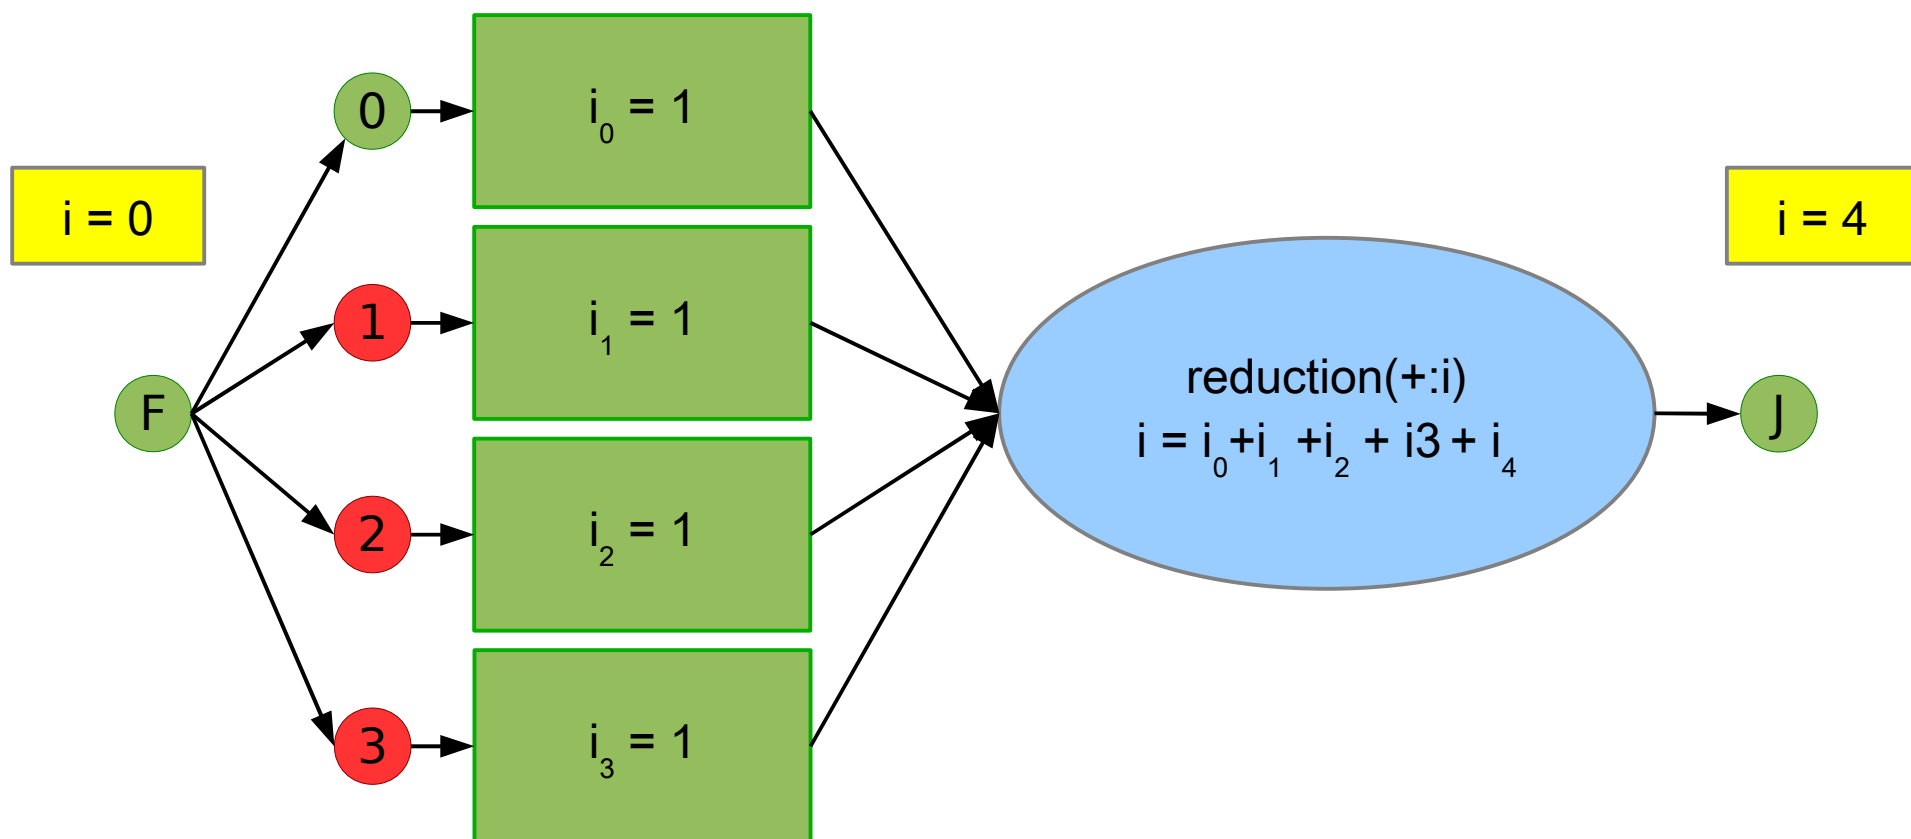 0
i₀ = 1
i = 0
i = 4
1
i₁ = 1
reduction(+:i)
i = i₀+i₁ +i₂ + i3 + i₄
F
J
2
i₂ = 1
3
i₃ = 1